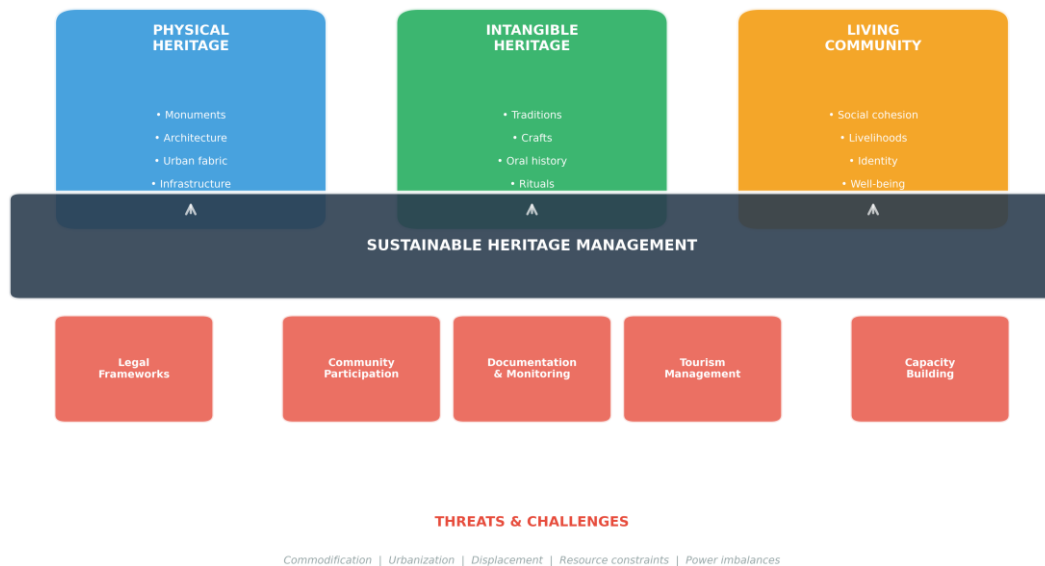 PHYSICAL
HERITAGE
• Monuments
• Architecture
• Urban fabric
• Infrastructure
INTANGIBLE
HERITAGE
• Traditions
• Crafts
• Oral history
• Rituals
LIVING
COMMUNITY
• Social cohesion
• Livelihoods
• Identity
• Well-being
SUSTAINABLE HERITAGE MANAGEMENT
Legal
Frameworks
Community
Participation
Documentation
& Monitoring
Tourism
Management
Capacity
Building
THREATS & CHALLENGES
Commodification | Urbanization | Displacement | Resource constraints | Power imbalances